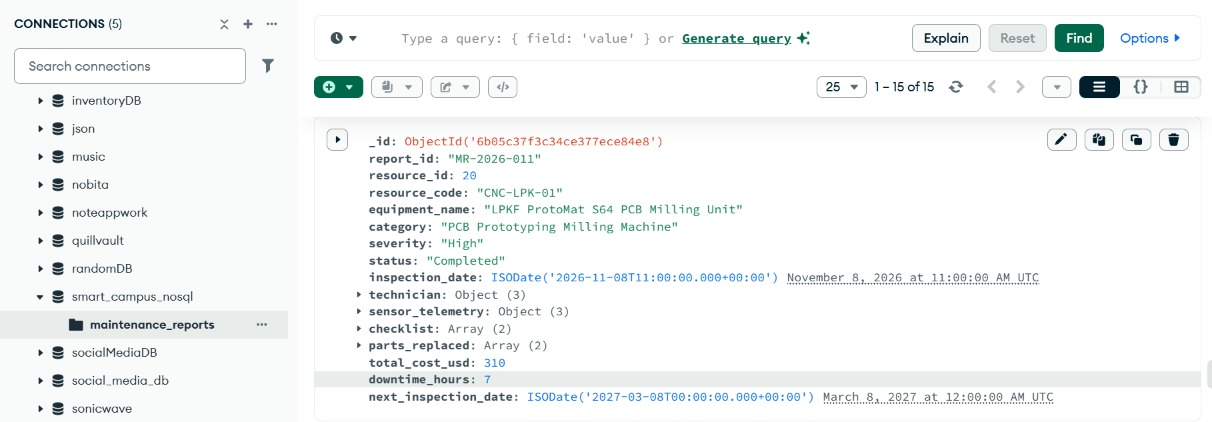 CONNECTIONS (5)
Search connections
inventoryDB
json
music
nobita
noteappwork
quillvault
randomDB
smart_campus_nosql
maintenance_reports
socialMediaDB
social_media_db
sonicwave
Type a query: { field: 'value' } or Generate query
Explain
Reset
Find
Options
25
1 – 15 of 15
_id: ObjectId('6b05c37f3c34ce377ece84e8')
report_id: "MR-2026-011"
resource_id: 20
resource_code: "CNC-LPK-01"
equipment_name: "LPKF ProtoMat S64 PCB Milling Unit"
category: "PCB Prototyping Milling Machine"
severity: "High"
status: "Completed"
inspection_date: ISODate('2026-11-08T11:00:00.000+00:00') November 8, 2026 at 11:00:00 AM UTC
technician: Object (3)
sensor_telemetry: Object (3)
checklist: Array (2)
parts_replaced: Array (2)
total_cost_usd: 310
downtime_hours: 7
next_inspection_date: ISODate('2027-03-08T00:00:00.000+00:00') March 8, 2027 at 12:00:00 AM UTC